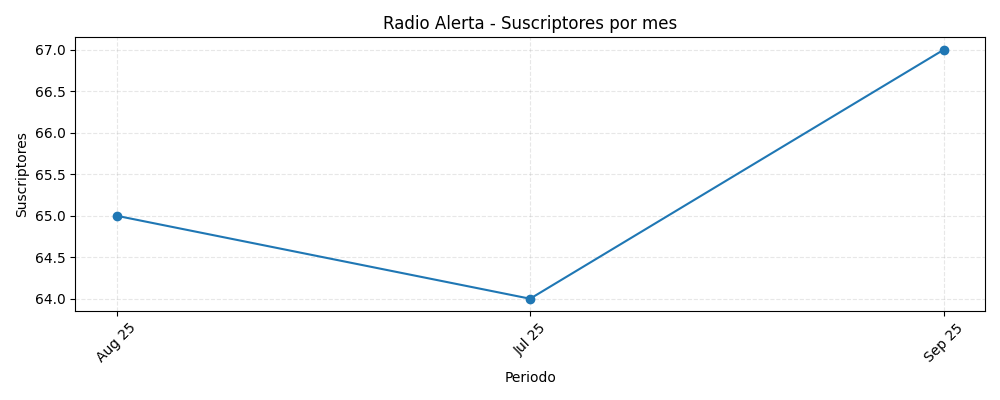 Radio Alerta - Suscriptores por mes
Suscriptores
67.0
66.5
66.0
65.5
65.0
64.5
64.0
Aug 25
Jul 25
Sep 25
Periodo